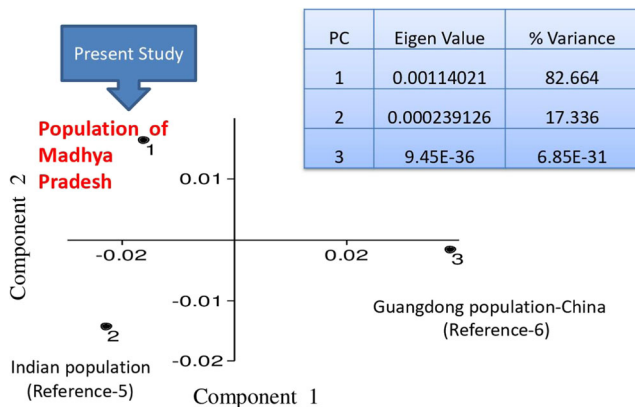 Present Study
Population of
Madhya
Pradesh
PC Eigen Value % Variance
1 0.00114021 82.664
2 0.000239126 17.336
3 9.45E-36 6.85E-31
1
0.01
Component 2
-0.02 0.02
3
-0.01
2
Guangdong population-China
(Reference-6)
-0.02
Indian population
(Reference-5)
Component 1